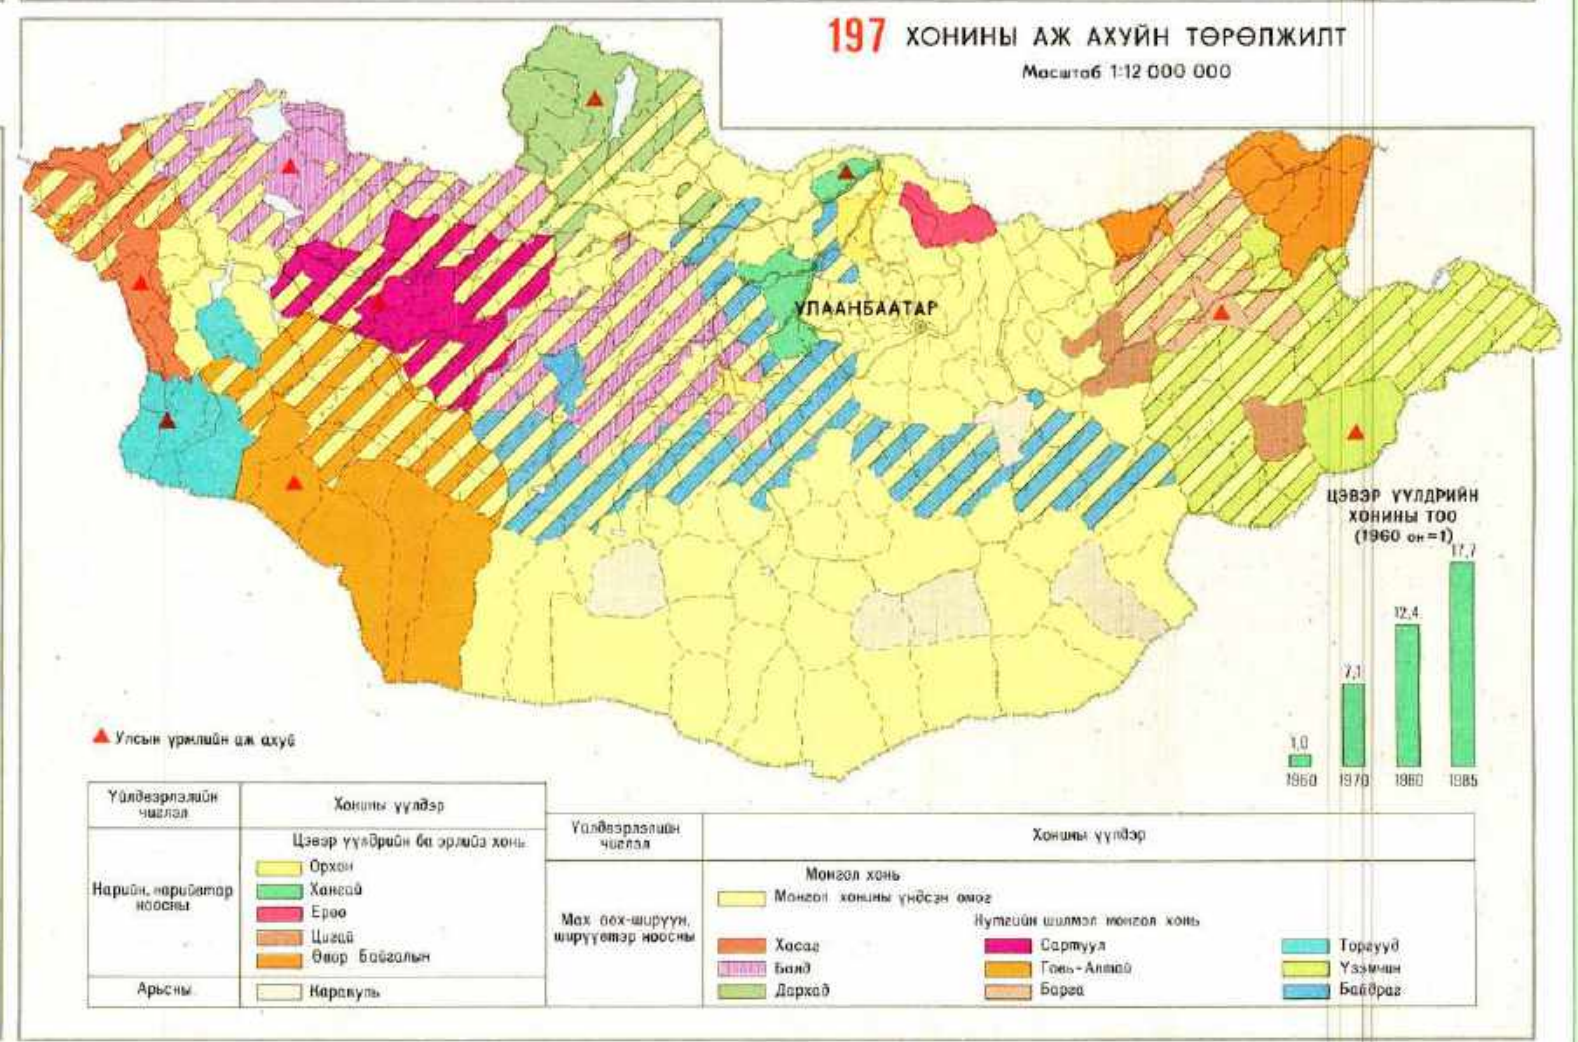 197 ХОНИНЫ АЖ АХУЙН ТӨРӨЛЖИЛТ
Масштаб 1:12 000 000
УЛААНБААТАР
ЦЭВЭР ҮҮЛДРИЙН
ХОНИНЫ ТОО
(1960 он=1)
17,7
12,4
7,1
1,0
1960 1970 1980 1985
Улсын үржлийн аж ахуй
Үйлдвэрлэлийн
чиглэл
Хонины үүлдэр
Цэвэр үүлдрийн ба эрлийз хонь
Нарийн, нарийвтар
ноосны
Орхон
Хангай
Ерөө
Цигай
Өвөр Байгалын
Арьсны
Каракуль
Үйлдвэрлэлийн
чиглэл
Хонины үүлдэр
Мах өөх-ширүүн,
ширүүвтэр ноосны
Монгол хонь
Монгол хонины үндсэн омог
Нутгийн шилмэл монгол хонь
Хасаг
Баяд
Дархад
Сартуул
Говь-Алтай
Барга
Торгууд
Үзэмчин
Байдраг